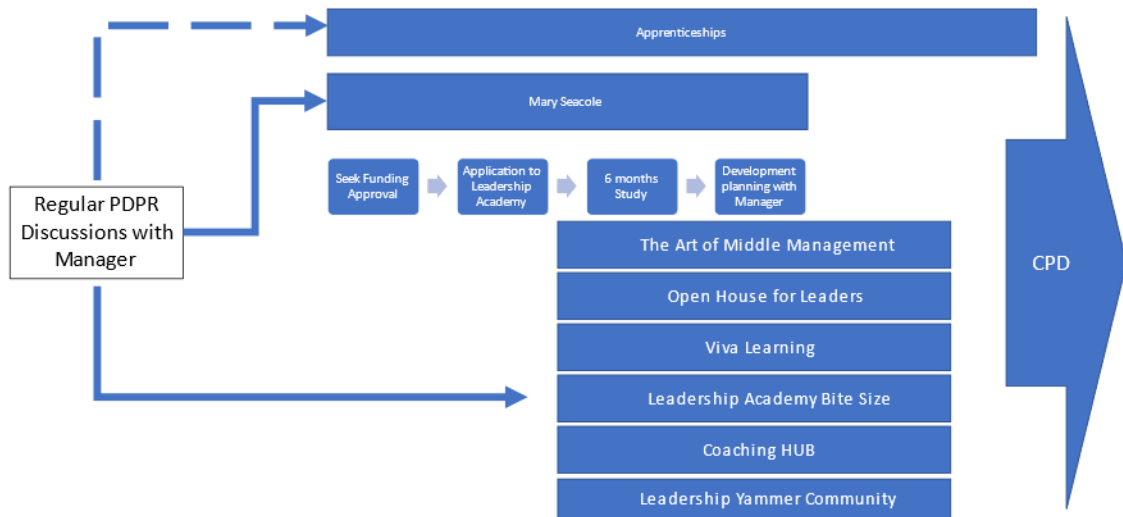 Apprenticeships
Mary Seacole
Seek Funding
Approval
Application to
Leadership
Academy
6 months
Study
Development
planning with
Manager
Regular PDPR
Discussions with
Manager
The Art of Middle Management
Open House for Leaders
Viva Learning
Leadership Academy Bite Size
Coaching HUB
Leadership Yammer Community
CPD